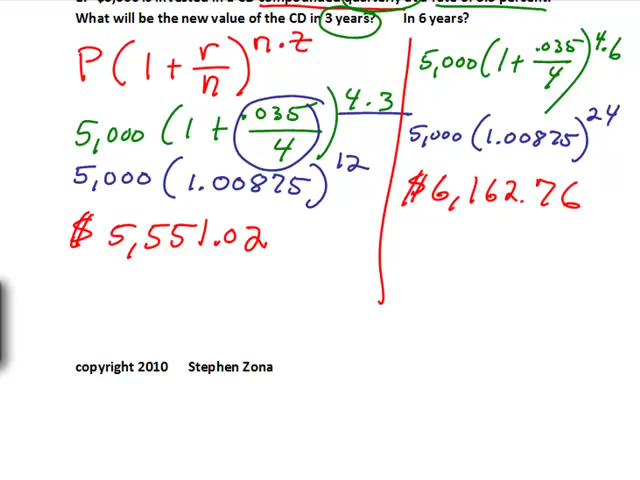 What will be the new value of the CD in 3 years? In 6 years?
P(1 + r/n)^n·z
5,000 (1 + .035/4)^4·3
5,000 (1.00875)^12
$ 5,551.02
5,000(1 + .035/4)^4·6
5,000 (1.00875)^24
$6,162.76
copyright 2010 Stephen Zona